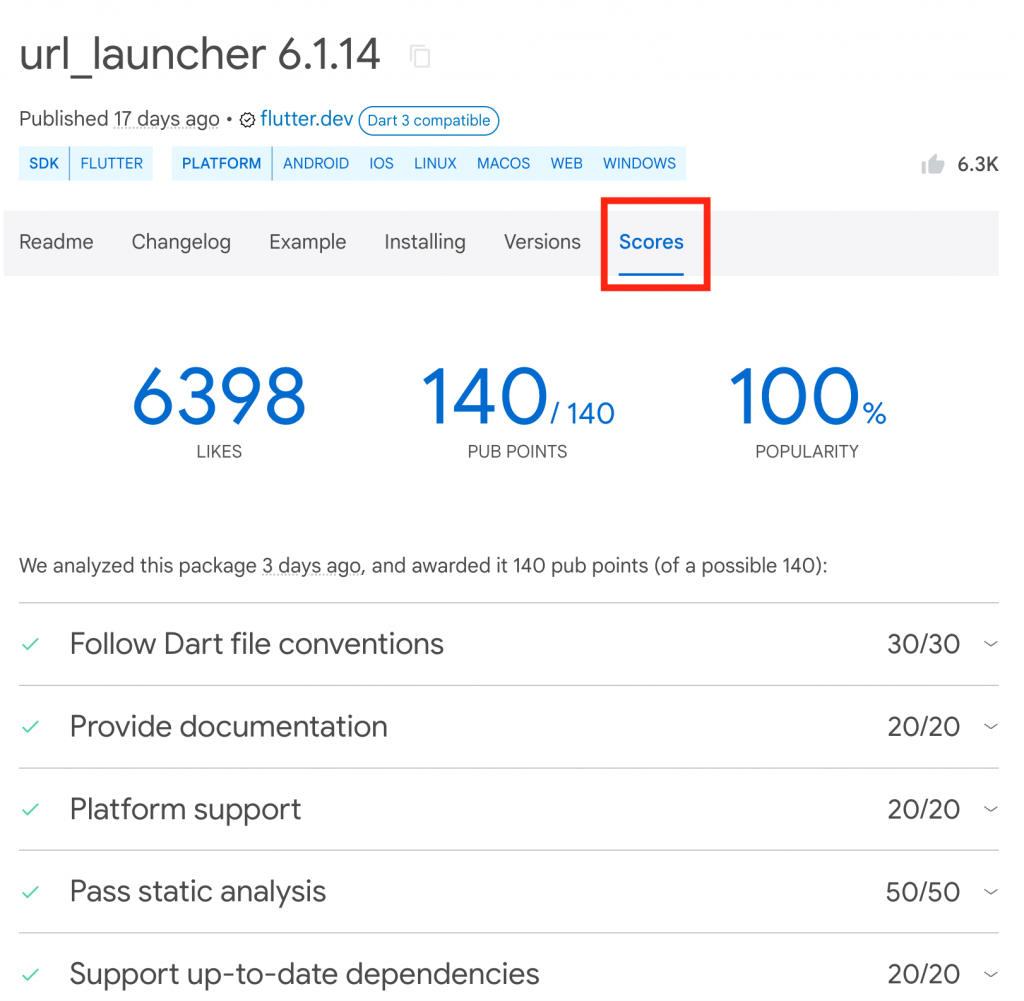 url_launcher 6.1.14
Published 17 days ago • flutter.dev Dart 3 compatible
SDK FLUTTER PLATFORM ANDROID IOS LINUX MACOS WEB WINDOWS 6.3K
Readme Changelog Example Installing Versions Scores
6398 140/ 140 100%
LIKES PUB POINTS POPULARITY
We analyzed this package 3 days ago, and awarded it 140 pub points (of a possible 140):
Follow Dart file conventions 30/30
Provide documentation 20/20
Platform support 20/20
Pass static analysis 50/50
Support up-to-date dependencies 20/20